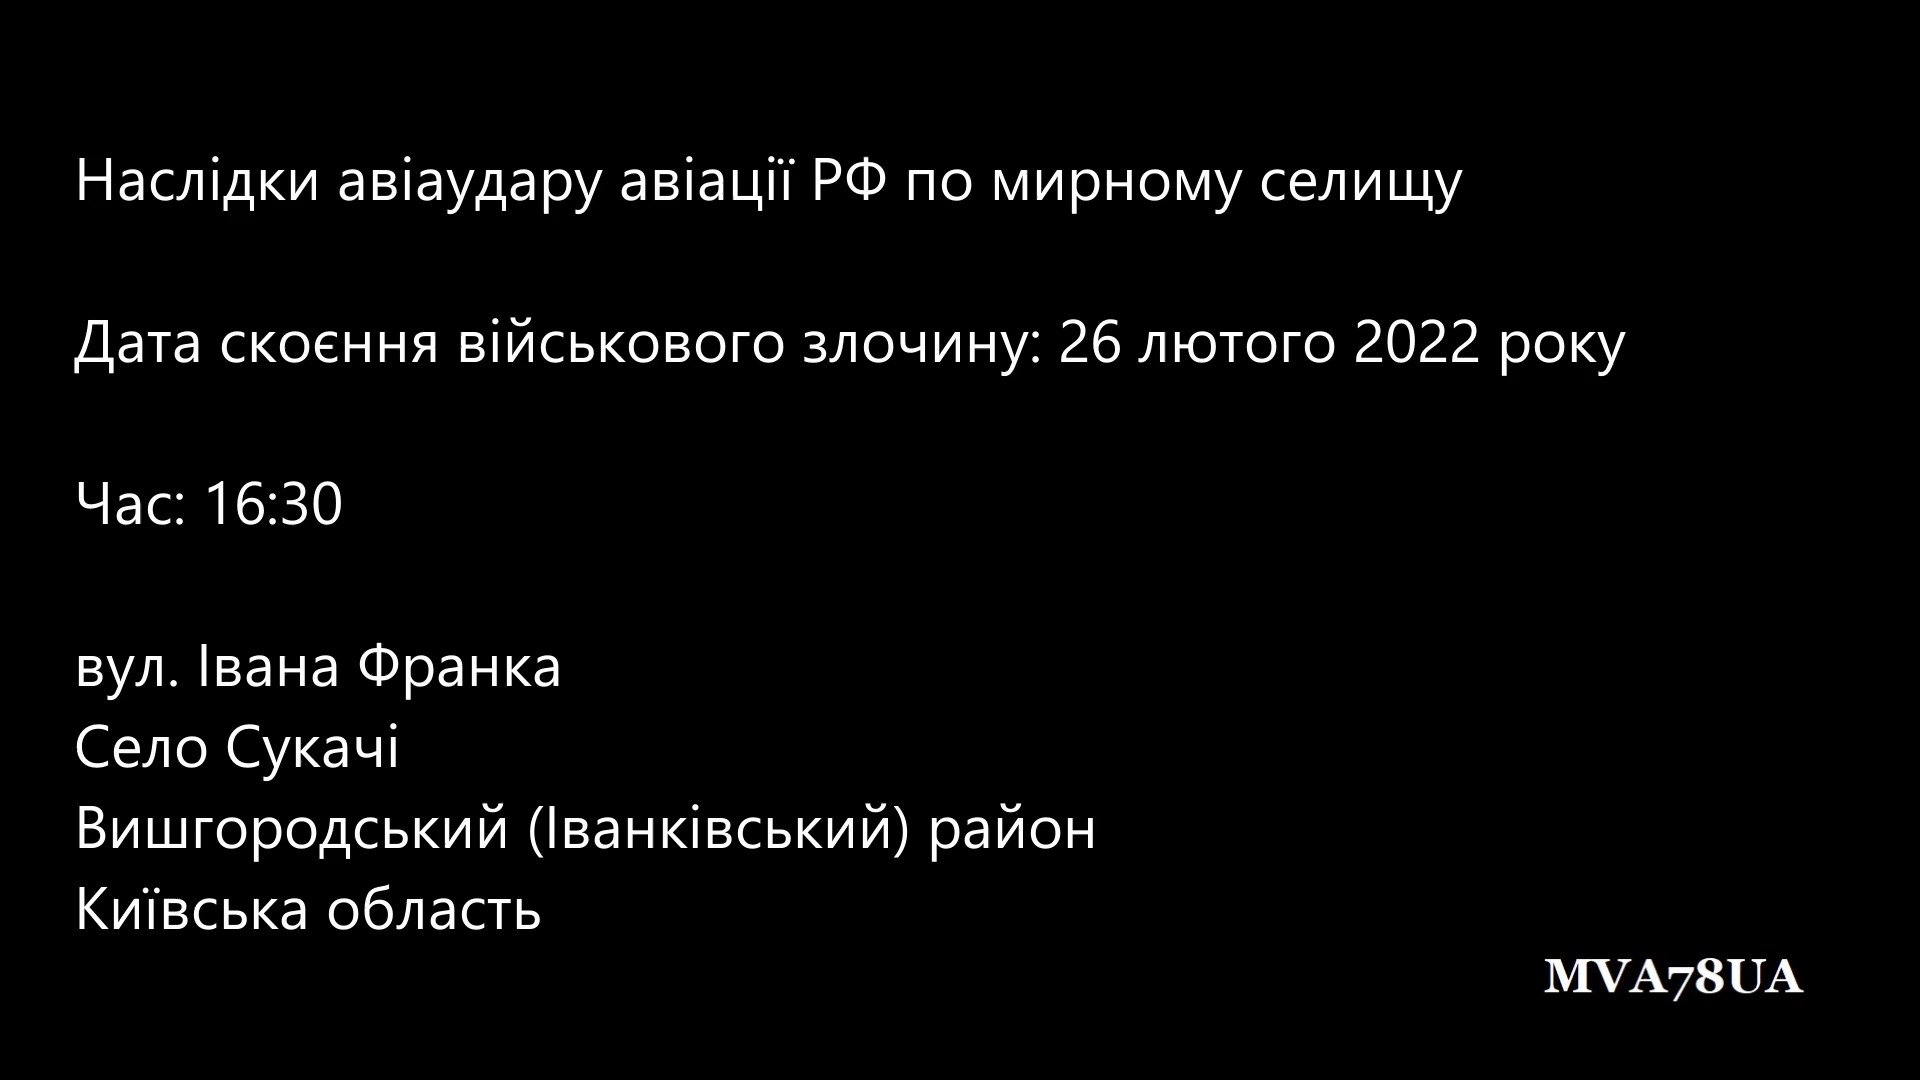 Наслідки авіаудару авіації РФ по мирному селищу
Дата скоєння військового злочину: 26 лютого 2022 року
Час: 16:30
вул. Івана Франка
Село Сукачі
Вишгородський (Іванківський) район
Київська область
MVA78UA